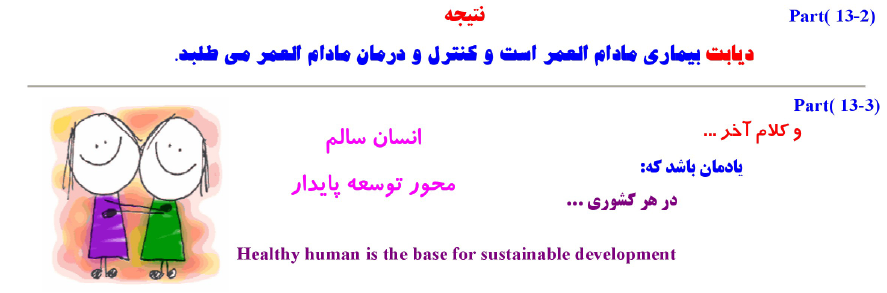 Part( 13-2)
نتیجه
دیابت بیماری مادام العمر است و کنترل و درمان مادام العمر می طلبد.
Part( 13-3)
و کلام آخر ...
یادمان باشد که:
در هر کشوری ...
انسان سالم
محور توسعه پایدار
Healthy human is the base for sustainable development